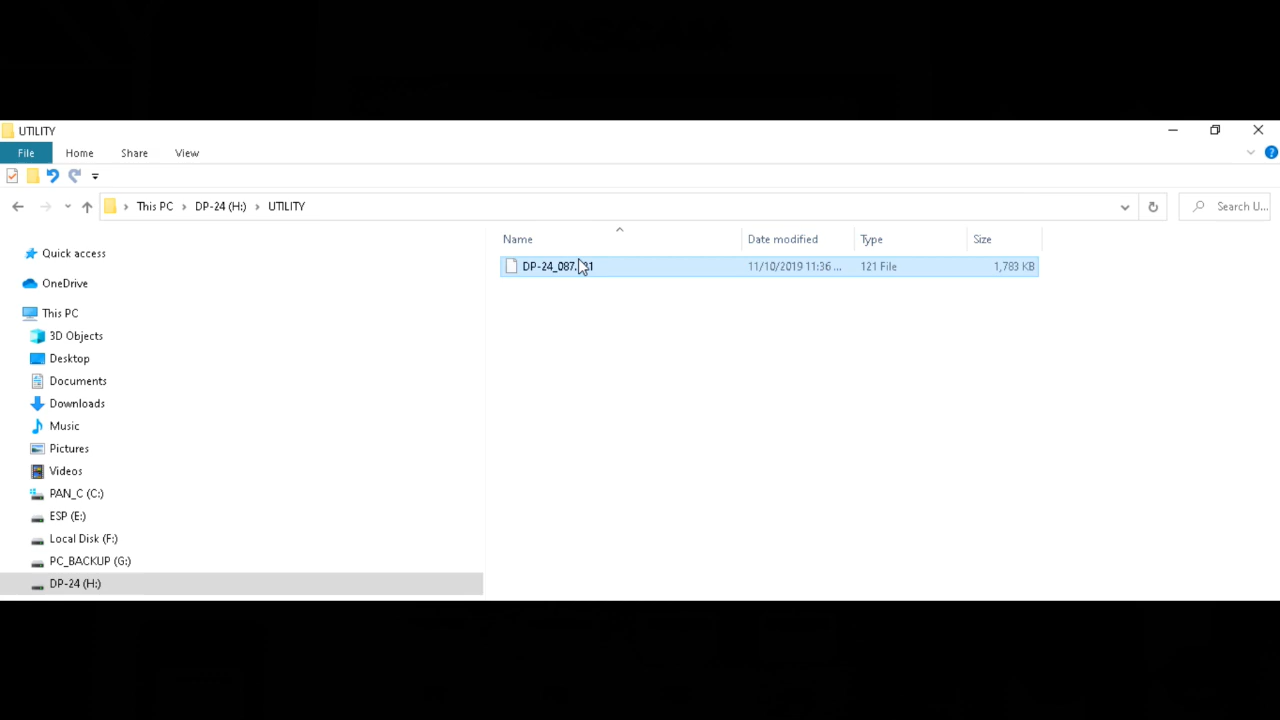 UTILITY
File Home Share View
This PC DP-24 (H:) UTILITY Search U...
Name Date modified Type Size
DP-24_087. 11/10/2019 11:36 ... 121 File 1,783 KB
Quick access
OneDrive
This PC
3D Objects
Desktop
Documents
Downloads
Music
Pictures
Videos
PAN_C (C:)
ESP (E:)
Local Disk (F:)
PC_BACKUP (G:)
DP-24 (H:)